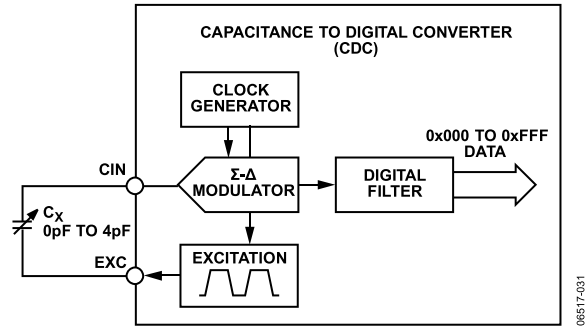 CAPACITANCE TO DIGITAL CONVERTER
(CDC)
CLOCK
GENERATOR
0x000 TO 0xFFF
DATA
CIN
Σ-Δ
MODULATOR
DIGITAL
FILTER
CX
0pF TO 4pF
EXC
EXCITATION
06517-031